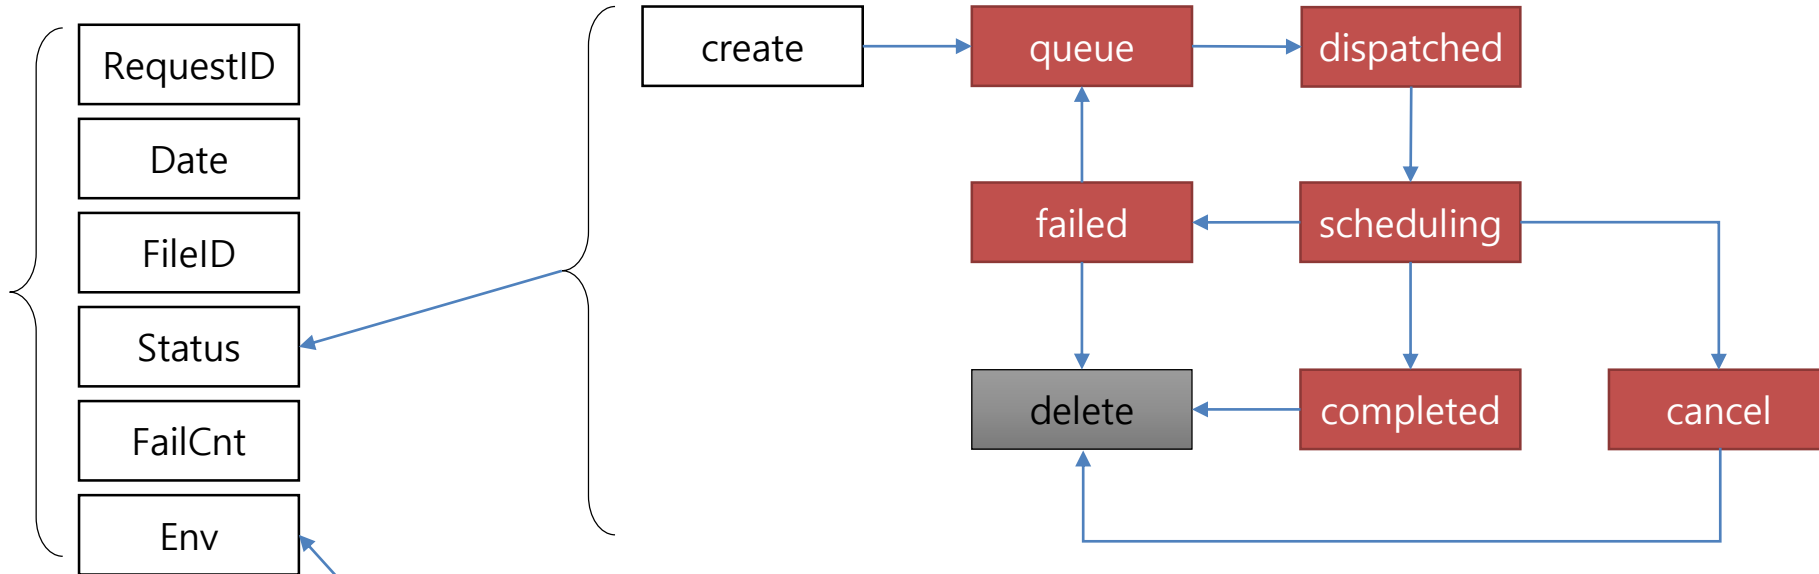 RequestID
Date
FileID
Status
FailCnt
Env
create
queue
dispatched
failed
scheduling
delete
completed
cancel